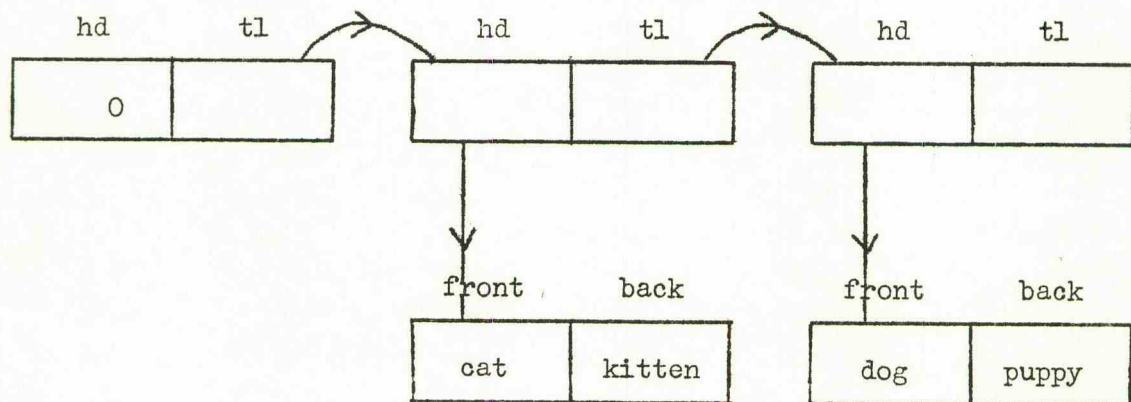 hd tl hd tl hd tl
0
front back front back
cat kitten dog puppy